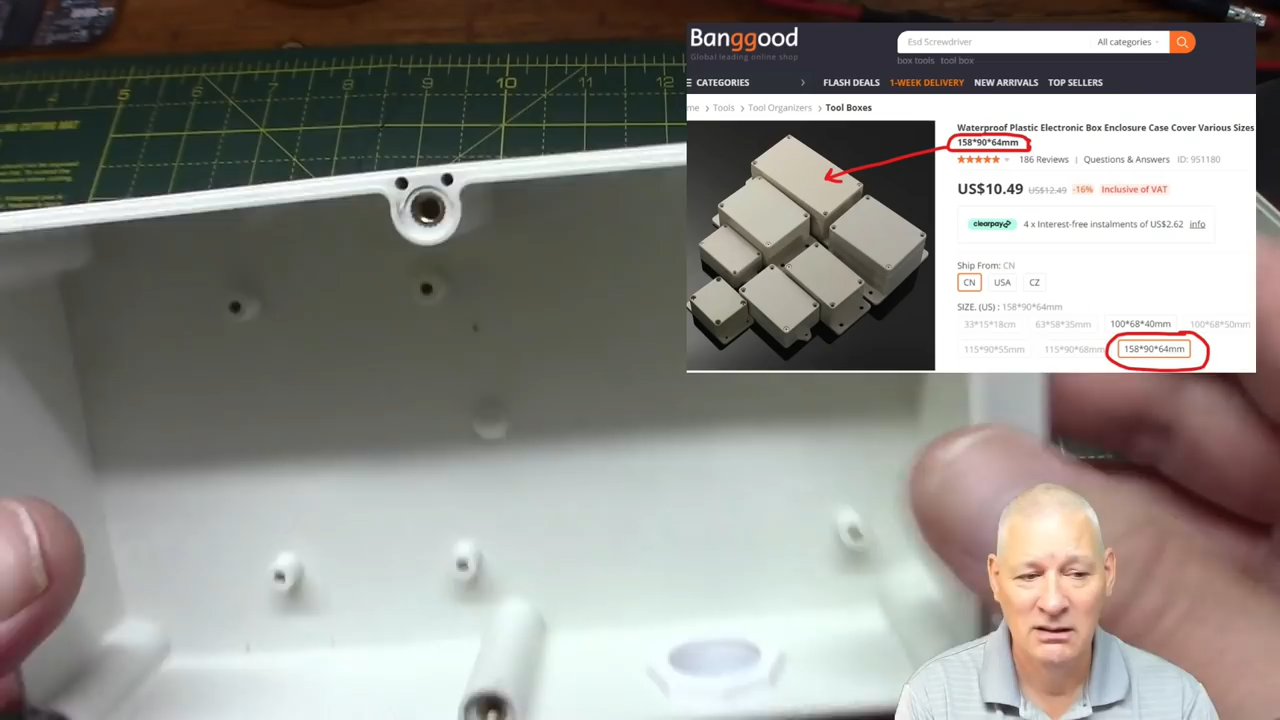 Banggood
Global leading online shop
Esd.Screwdriver
All categories
box tools tool box
CATEGORIES
FLASH DEALS 1-WEEK DELIVERY NEW ARRIVALS TOP SELLERS
me > Tools > Tool Organizers > Tool Boxes
Waterproof Plastic Electronic Box Enclosure Case Cover Various Sizes
158*90*64mm
186 Reviews | Questions & Answers ID: 951180
US$10.49 US$12.49 -16% Inclusive of VAT
clearpay 4 x Interest-free instalments of US$2.62 info
Ship From: CN
CN USA CZ
SIZE. (US) : 158*90*64mm
33*15*18cm 63*58*35mm 100*68*40mm 100*68*50mm
115*90*55mm 115*90*68mm 158*90*64mm
5 6 7 8 9 10 11 12